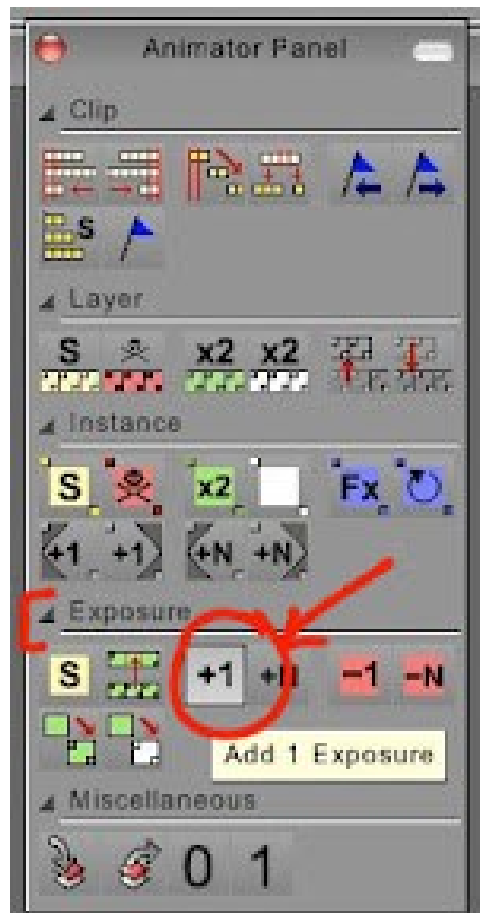 Animator Panel
Clip
S
Layer
S x2 x2
Instance
S x2 Fx
+1 +1 +N +N
Exposure
S +1 +N -1 -N
Add 1 Exposure
Miscellaneous
0 1